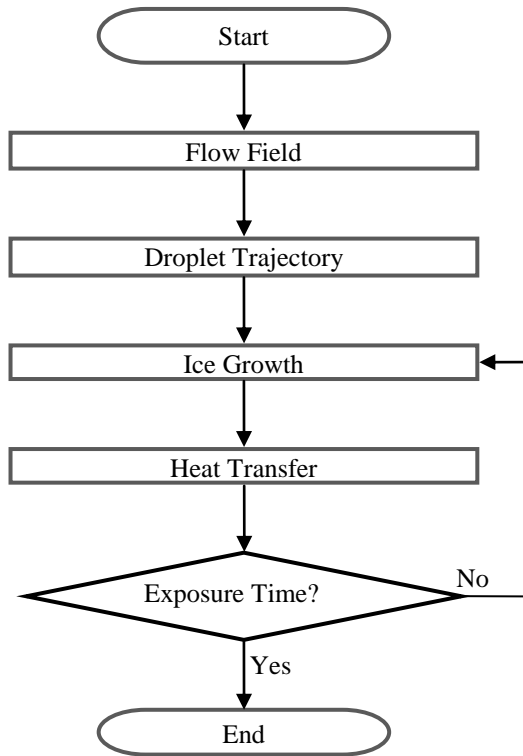 Start
Flow Field
Droplet Trajectory
Ice Growth
Heat Transfer
Exposure Time?
No
Yes
End